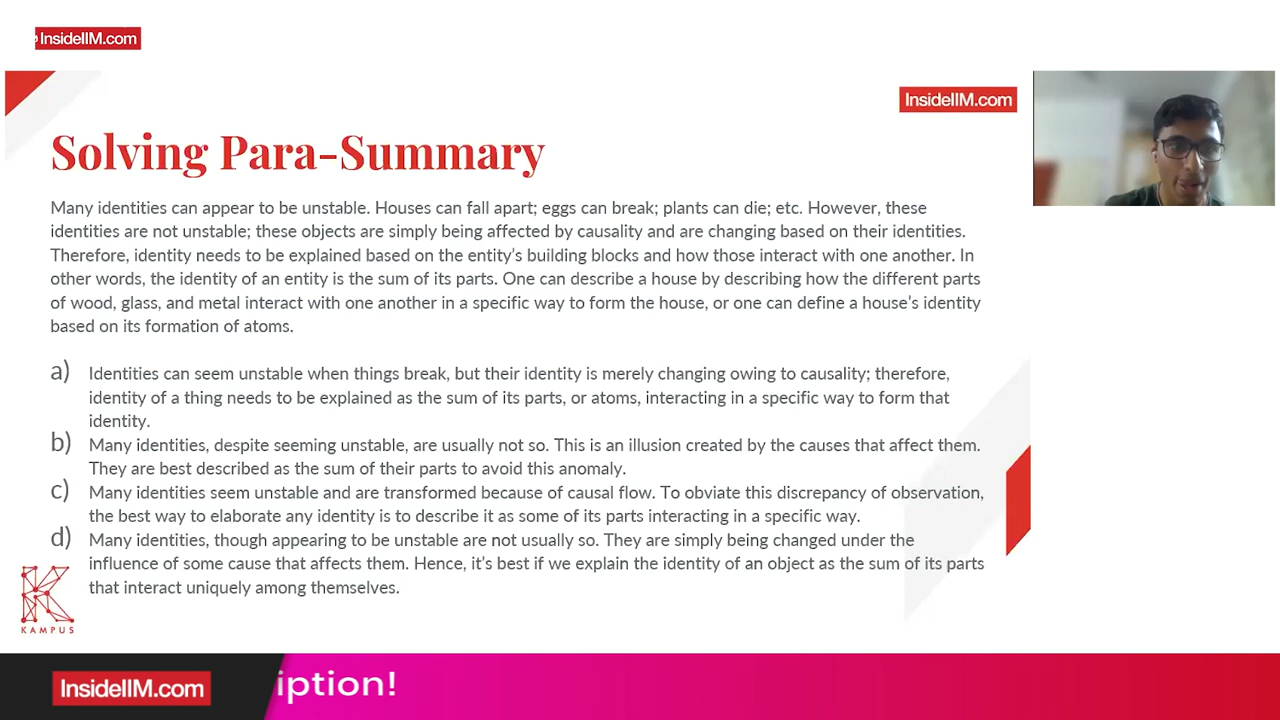 InsideIIM.com
InsideIIM.com
Solving Para-Summary
Many identities can appear to be unstable. Houses can fall apart; eggs can break; plants can die; etc. However, these
identities are not unstable; these objects are simply being affected by causality and are changing based on their identities.
Therefore, identity needs to be explained based on the entity's building blocks and how those interact with one another. In
other words, the identity of an entity is the sum of its parts. One can describe a house by describing how the different parts
of wood, glass, and metal interact with one another in a specific way to form the house, or one can define a house's identity
based on its formation of atoms.
a) Identities can seem unstable when things break, but their identity is merely changing owing to causality; therefore,
identity of a thing needs to be explained as the sum of its parts, or atoms, interacting in a specific way to form that
identity.
b) Many identities, despite seeming unstable, are usually not so. This is an illusion created by the causes that affect them.
They are best described as the sum of their parts to avoid this anomaly.
c) Many identities seem unstable and are transformed because of causal flow. To obviate this discrepancy of observation,
the best way to elaborate any identity is to describe it as some of its parts interacting in a specific way.
d) Many identities, though appearing to be unstable are not usually so. They are simply being changed under the
influence of some cause that affects them. Hence, it's best if we explain the identity of an object as the sum of its parts
that interact uniquely among themselves.
KAMPUS
InsideIIM.com
iption!